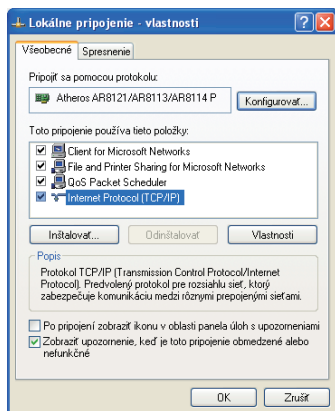 Lokálne pripojenie - vlastnosti
Všeobecné Spresnenie
Pripojiť sa pomocou protokolu:
Atheros AR8121/AR8113/AR8114 P Konfigurovať...
Toto pripojenie používa tieto položky:
Client for Microsoft Networks
File and Printer Sharing for Microsoft Networks
QoS Packet Scheduler
Internet Protocol (TCP/IP)
Inštalovať... Odinštalovať Vlastnosti
Popis
Protokol TCP/IP (Transmission Control Protocol/Internet
Protocol). Predvolený protokol pre rozsiahlu sieť, ktorý
zabezpečuje komunikáciu medzi rôznymi prepojenými sieťami.
Po pripojení zobraziť ikonu v oblasti panela úloh s upozorneniami
Zobraziť upozornenie, keď je toto pripojenie obmedzené alebo
nefunkčné
OK Zrušiť